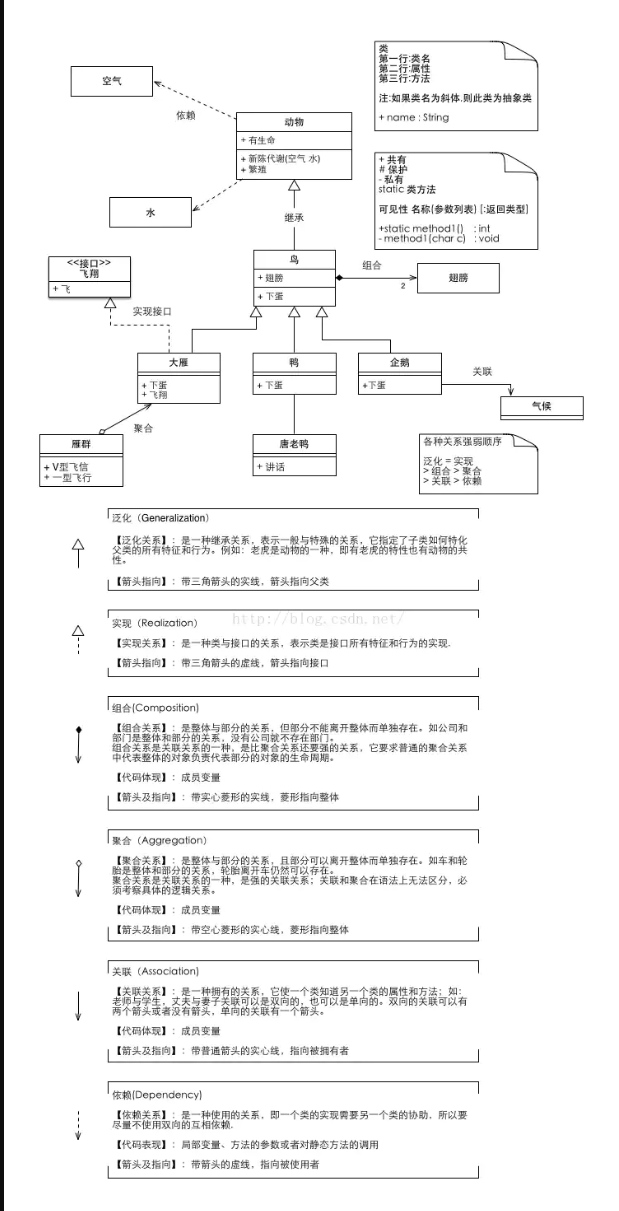 类
第一行:类名
第二行:属性
第三行:方法
注:如果类名为斜体,则此类为抽象类
+ name : String
空气
依赖
动物
+ 有生命
+ 新陈代谢(空气 水)
+ 繁殖
+ 共有
# 保护
- 私有
static 类方法
可见性 名称(参数列表) [:返回类型]
+static method1() : int
- method1(char c) : void
水
继承
<<接口>>
飞翔
+ 飞
鸟
+ 翅膀
+ 下蛋
组合
2
翅膀
实现接口
大雁
+ 下蛋
+ 飞翔
鸭
+ 下蛋
企鹅
+下蛋
关联
气候
聚合
雁群
+ V型飞信
+ 一型飞行
唐老鸭
+ 讲话
各种关系强弱顺序
泛化 = 实现
> 组合 > 聚合
> 关联 > 依赖
泛化（Generalization）
【泛化关系】：是一种继承关系，表示一般与特殊的关系，它指定了子类如何特化
父类的所有特征和行为。例如：老虎是动物的一种，即有老虎的特性也有动物的共
性。
【箭头指向】：带三角箭头的实线，箭头指向父类
http://blog.csdn.net/
实现（Realization）
【实现关系】：是一种类与接口的关系，表示类是接口所有特征和行为的实现.
【箭头指向】：带三角箭头的虚线，箭头指向接口
组合(Composition)
【组合关系】：是整体与部分的关系，但部分不能离开整体而单独存在。如公司和
部门是整体和部分的关系，没有公司就不存在部门。
组合关系是关联关系的一种，是比聚合关系还要强的关系，它要求普通的聚合关系
中代表整体的对象负责代表部分的对象的生命周期。
【代码体现】：成员变量
【箭头及指向】：带实心菱形的实线，菱形指向整体
聚合（Aggregation）
【聚合关系】：是整体与部分的关系，且部分可以离开整体而单独存在。如车和轮
胎是整体和部分的关系，轮胎离开车仍然可以存在。
聚合关系是关联关系的一种，是强的关联关系；关联和聚合在语法上无法区分，必
须考察具体的逻辑关系。
【代码体现】：成员变量
【箭头及指向】：带空心菱形的实心线，菱形指向整体
关联（Association)
【关联关系】：是一种拥有的关系，它使一个类知道另一个类的属性和方法；如：
老师与学生，丈夫与妻子关联可以是双向的，也可以是单向的。双向的关联可以有
两个箭头或者没有箭头，单向的关联有一个箭头。
【代码体现】：成员变量
【箭头及指向】：带普通箭头的实心线，指向被拥有者
依赖(Dependency)
【依赖关系】：是一种使用的关系，即一个类的实现需要另一个类的协助，所以要
尽量不使用双向的互相依赖.
【代码表现】：局部变量、方法的参数或者对静态方法的调用
【箭头及指向】：带箭头的虚线，指向被使用者